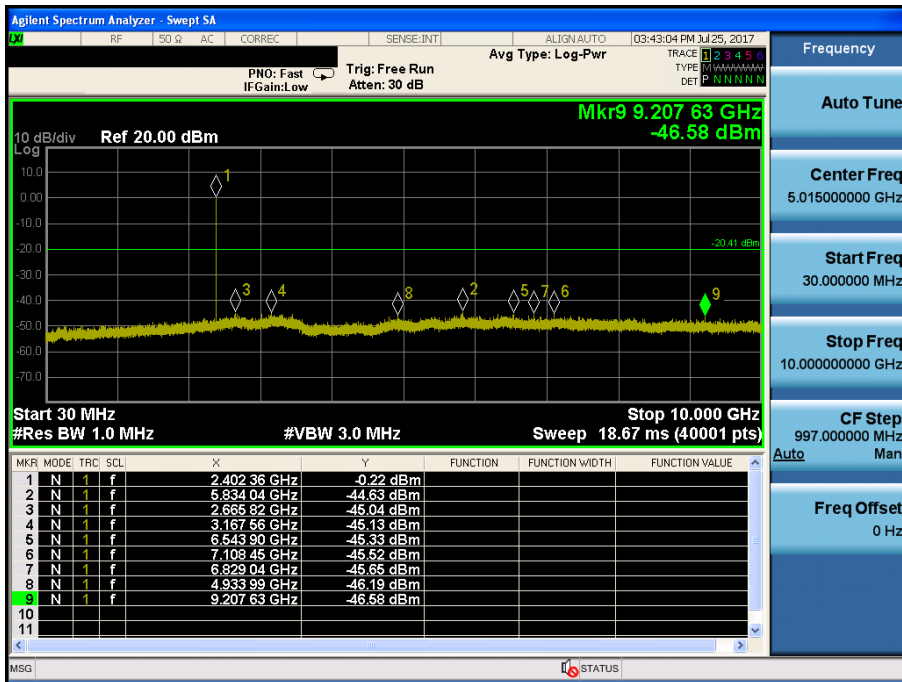 Agilent Spectrum Analyzer - Swept SA
LXI RF 50 Ω AC CORREC SENSE:INT ALIGN AUTO 03:43:04 PM Jul 25, 2017
Frequency
Avg Type: Log-Pwr TRACE 1 2 3 4 5 6
PNO: Fast Trig: Free Run TYPE M WWWWW
IFGain:Low Atten: 30 dB DET P N N N N N
Auto Tune
Mkr9 9.207 63 GHz
-46.58 dBm
10 dB/div Ref 20.00 dBm
Log
10.0
0.00
-10.0
-20.0
-30.0
-40.0
-50.0
-60.0
-70.0
1
-20.41 dBm
3 4 8 2 5 7 6 9
Start 30 MHz Stop 10.000 GHz
#Res BW 1.0 MHz #VBW 3.0 MHz Sweep 18.67 ms (40001 pts)
Center Freq
5.015000000 GHz
Start Freq
30.000000 MHz
Stop Freq
10.000000000 GHz
CF Step
997.000000 MHz
Auto Man
Freq Offset
0 Hz
MKR MODE TRC SCL X Y FUNCTION FUNCTION WIDTH FUNCTION VALUE
1 N 1 f 2.402 36 GHz -0.22 dBm
2 N 1 f 5.834 04 GHz -44.63 dBm
3 N 1 f 2.665 82 GHz -45.04 dBm
4 N 1 f 3.167 56 GHz -45.13 dBm
5 N 1 f 6.543 90 GHz -45.33 dBm
6 N 1 f 7.108 45 GHz -45.52 dBm
7 N 1 f 6.829 04 GHz -45.65 dBm
8 N 1 f 4.933 99 GHz -46.19 dBm
9 N 1 f 9.207 63 GHz -46.58 dBm
10
11
MSG STATUS